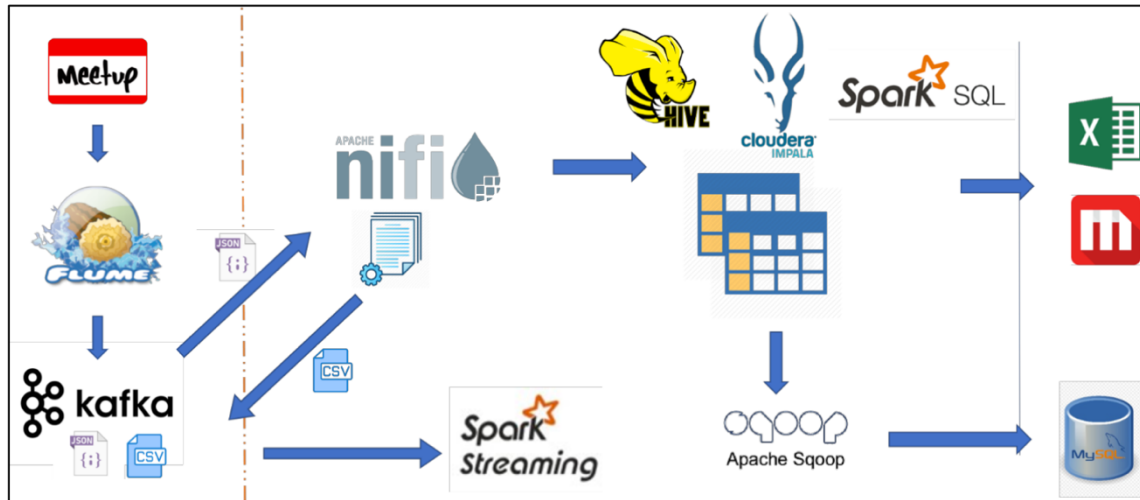 Meetup
FLUME
JSON
{;}
kafka
JSON
{;}
CSV
APACHE
nifi
CSV
Spark
Streaming
HIVE
cloudera
IMPALA
Spark SQL
sqoop
Apache Sqoop
X
m
MySQL